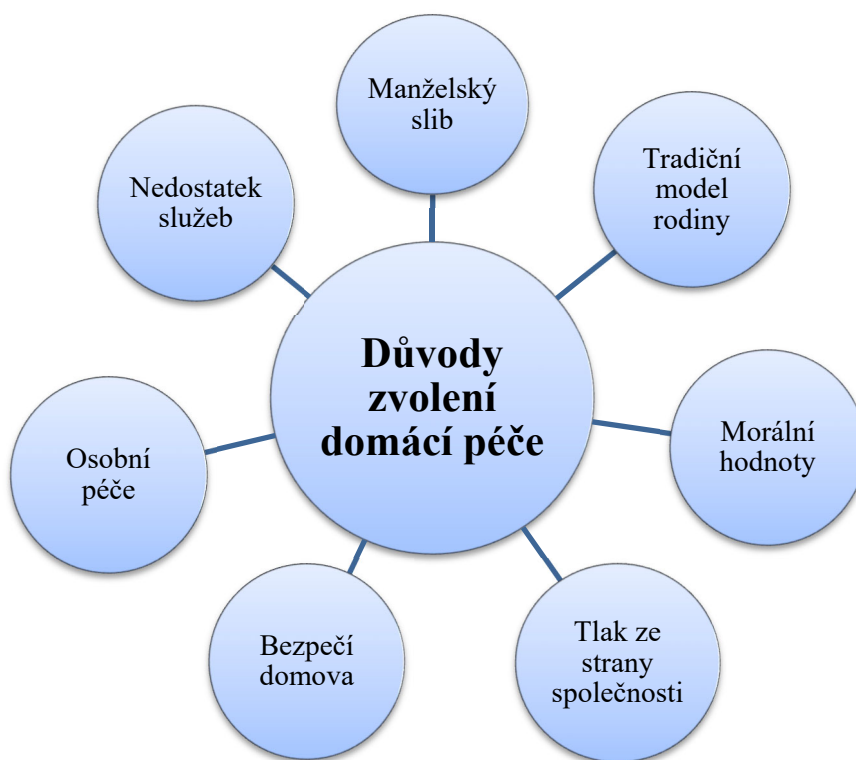 Manželský
slib
Tradiční
model
rodiny
Nedostatek
služeb
Důvody
zvolení
domácí péče
Morální
hodnoty
Osobní
péče
Bezpečí
domova
Tlak ze
strany
společnosti